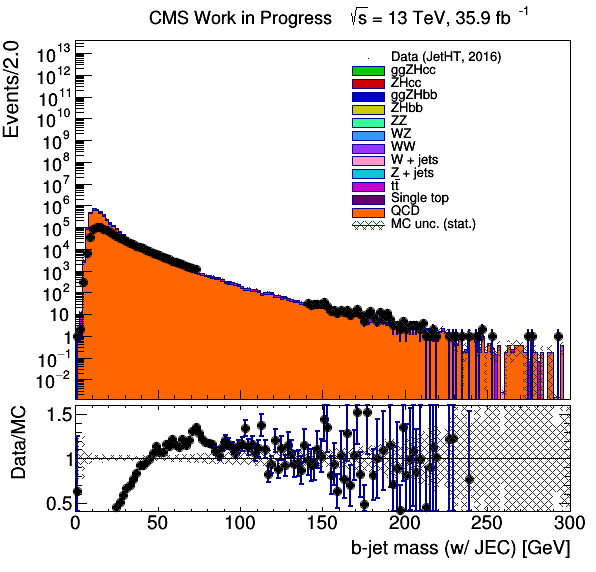 CMS Work in Progress √s = 13 TeV, 35.9 fb⁻¹
Events/2.0
10¹³
10¹²
10¹¹
10¹⁰
10⁹
10⁸
10⁷
10⁶
10⁵
10⁴
10³
10²
10
1
10⁻¹
10⁻²
Data (JetHT, 2016)
ggZHcc
ZHcc
ggZHbb
ZHbb
ZZ
WZ
WW
W + jets
Z + jets
tt̄
Single top
QCD
MC unc. (stat.)
Data/MC
1.5
1
0.5
0 50 100 150 200 250 300
b-jet mass (w/ JEC) [GeV]